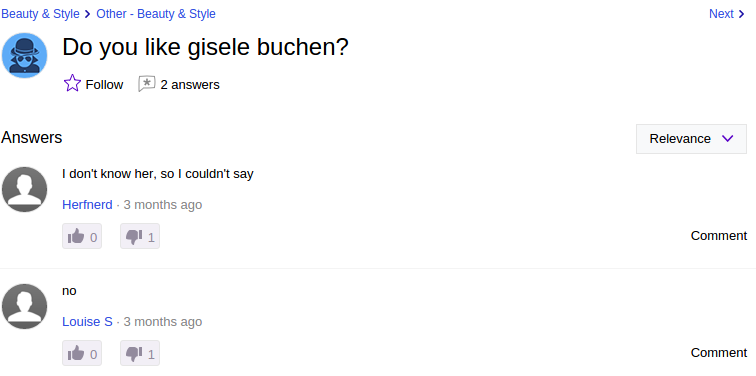 Beauty & Style > Other - Beauty & Style Next >
Do you like gisele buchen?
Follow 2 answers
Answers
Relevance
I don't know her, so I couldn't say
Herfnerd · 3 months ago
0 1 Comment
no
Louise S · 3 months ago
0 1 Comment